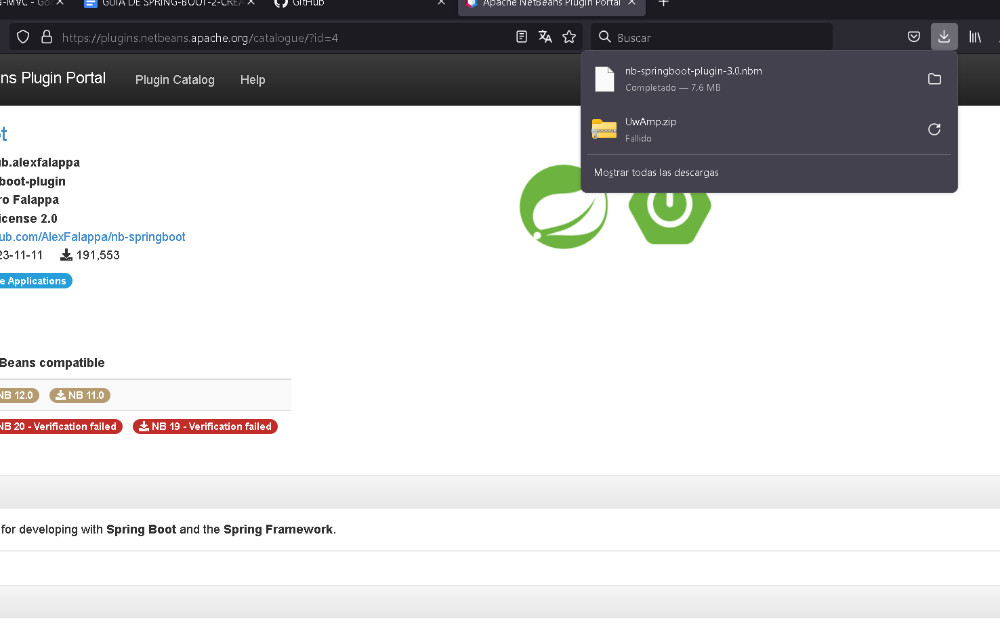 B-MVC - Goo
GUIA DE SPRING-BOOT-2-CREA
GitHub
Apache NetBeans Plugin Portal
https://plugins.netbeans.apache.org/catalogue/?id=4
Buscar
ns Plugin Portal
Plugin Catalog
Help
nb-springboot-plugin-3.0.nbm
Completado — 7,6 MB
UwAmp.zip
Fallido
Mostrar todas las descargas
ot
ub.alexfalappa
boot-plugin
ro Falappa
icense 2.0
ub.com/AlexFalappa/nb-springboot
23-11-11 191,553
e Applications
Beans compatible
NB 12.0 NB 11.0
NB 20 - Verification failed NB 19 - Verification failed
for developing with Spring Boot and the Spring Framework.